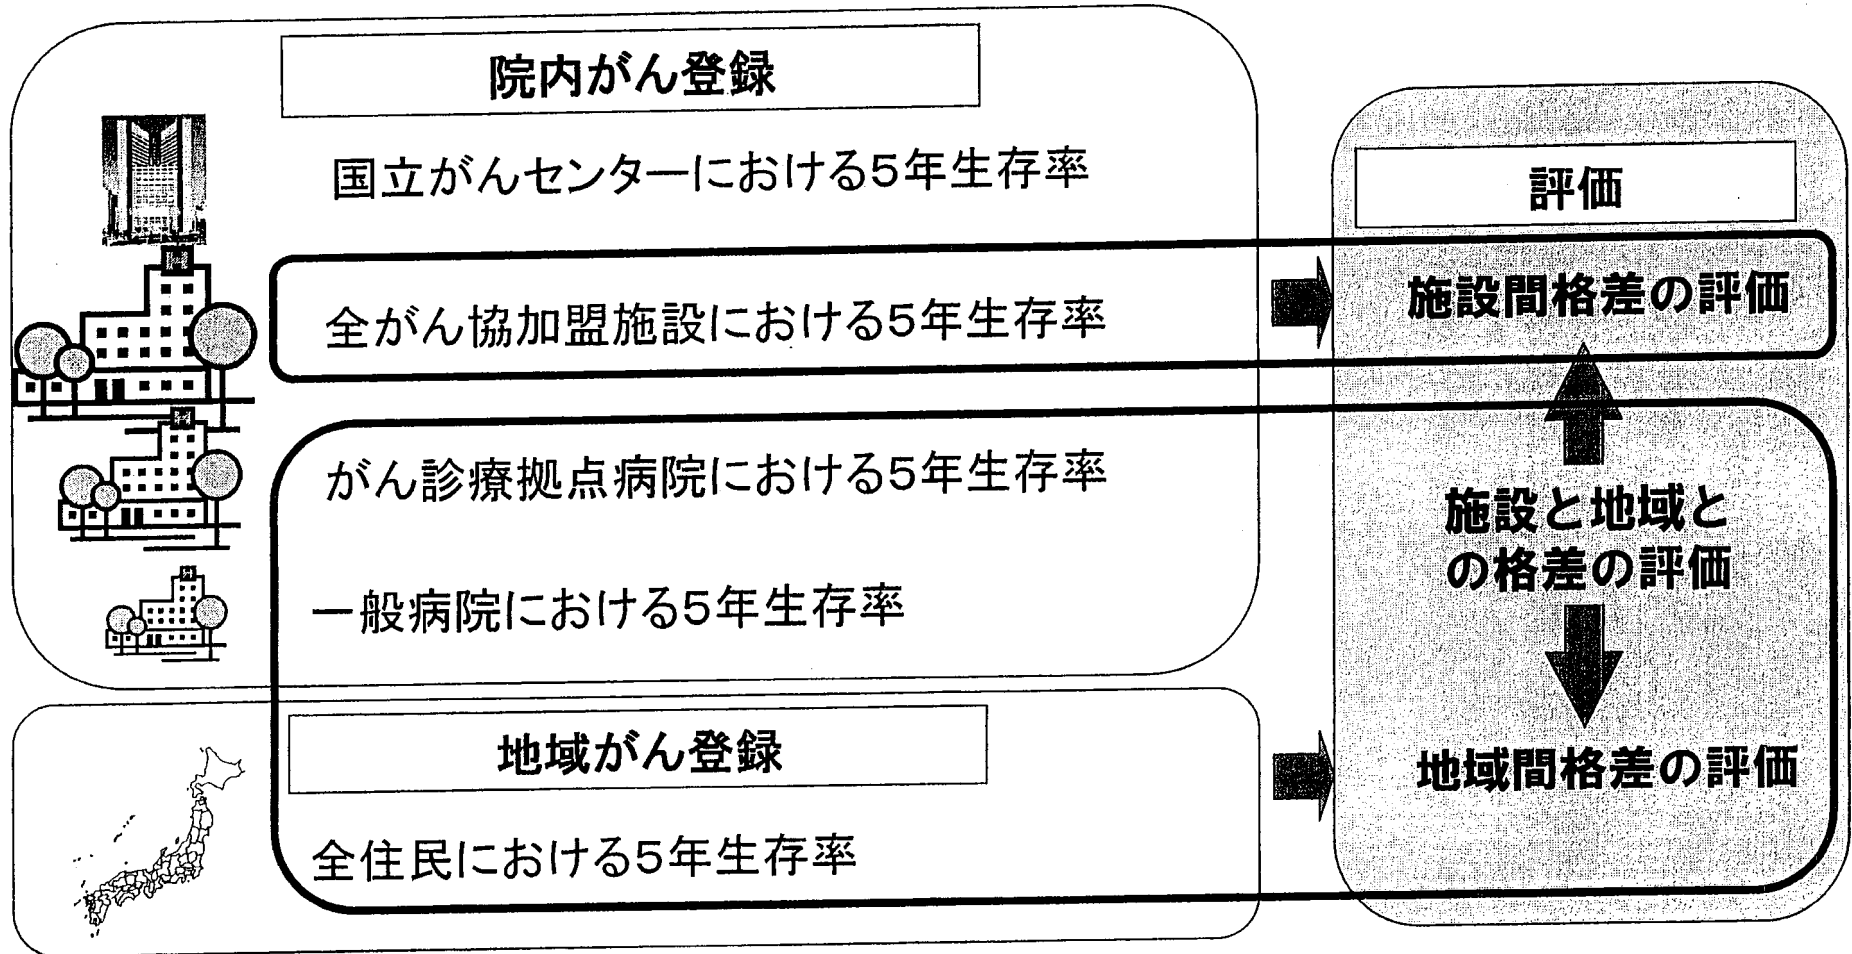 院内がん登録
国立がんセンターにおける5年生存率
全がん協加盟施設における5年生存率
がん診療拠点病院における5年生存率
一般病院における5年生存率
地域がん登録
全住民における5年生存率
評価
施設間格差の評価
施設と地域と
の格差の評価
地域間格差の評価